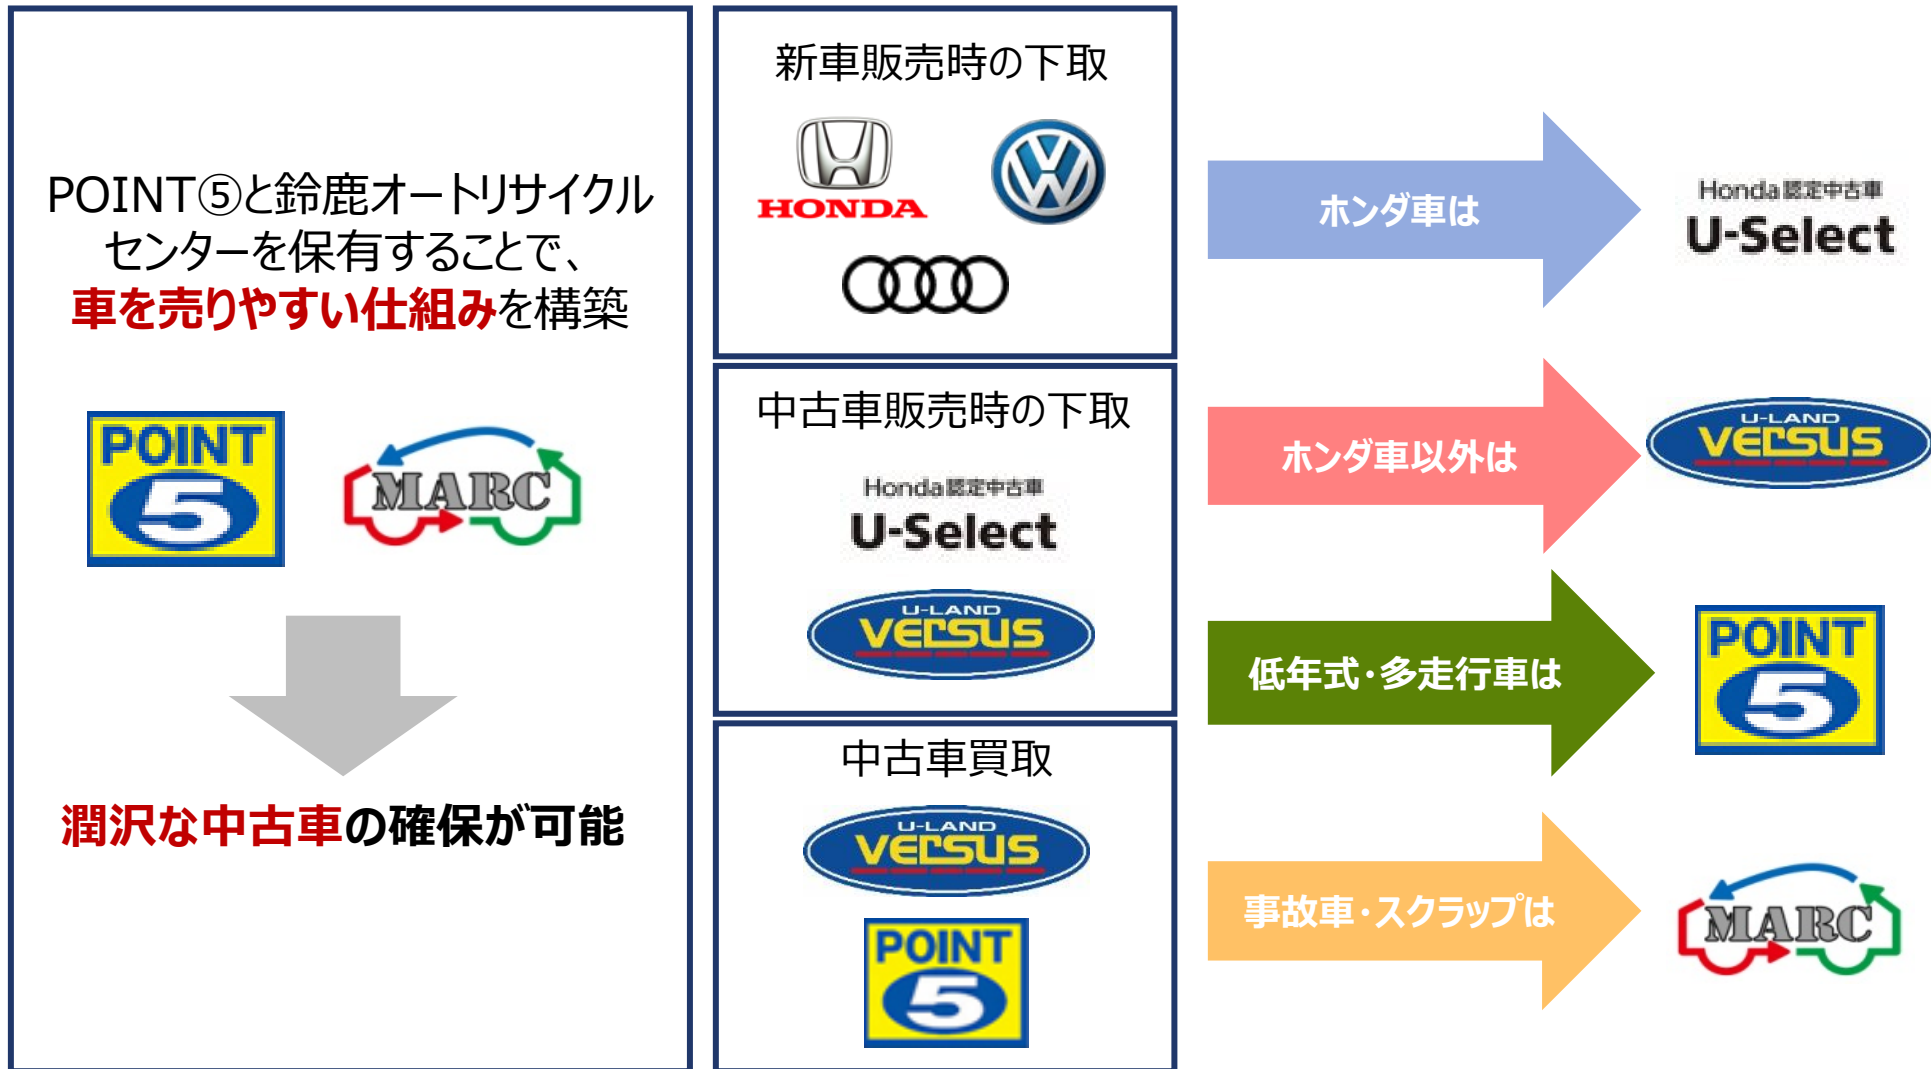 POINT⑤と鈴鹿オートリサイクル
センターを保有することで、
車を売りやすい仕組みを構築
POINT
5
MARC
潤沢な中古車の確保が可能
新車販売時の下取
HONDA
中古車販売時の下取
Honda認定中古車
U-Select
U-LAND
VERSUS
中古車買取
U-LAND
VERSUS
POINT
5
ホンダ車は
Honda認定中古車
U-Select
ホンダ車以外は
U-LAND
VERSUS
低年式・多走行車は
POINT
5
事故車・スクラップは
MARC